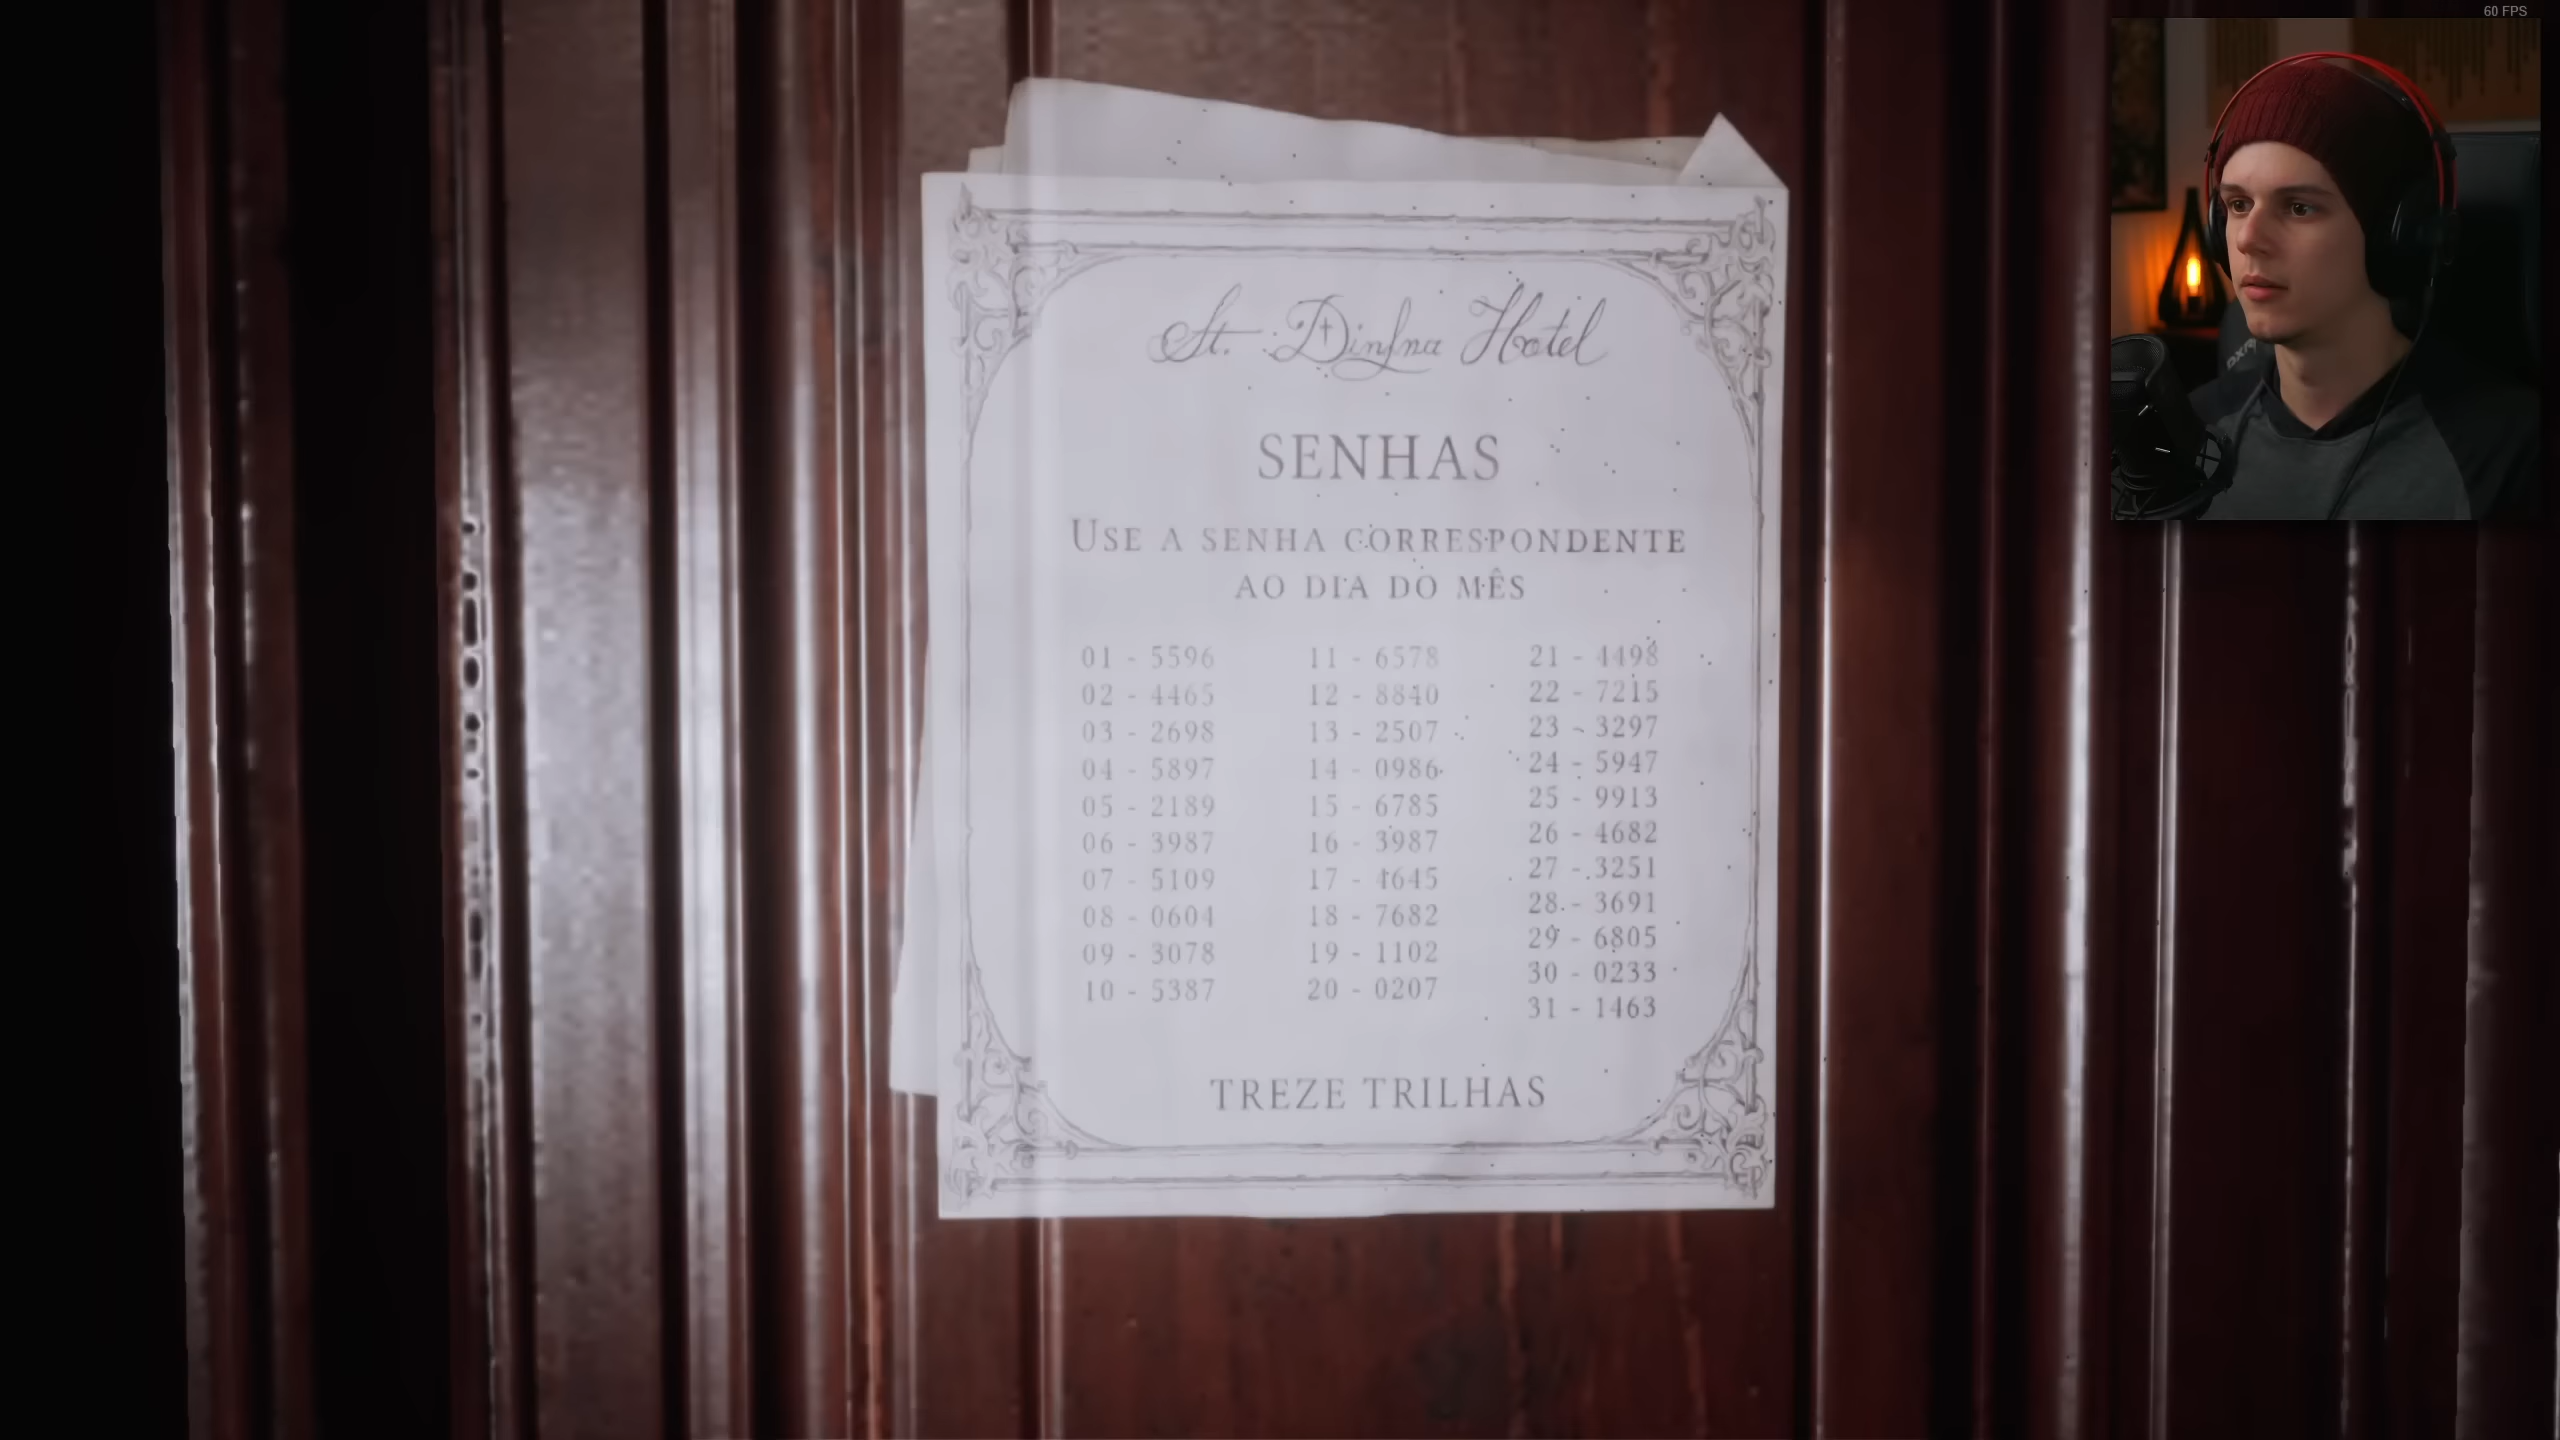 60 FPS
St. Dinfna Hotel
SENHAS
USE A SENHA CORRESPONDENTE
AO DIA DO MÊS
01 - 5596
02 - 4465
03 - 2698
04 - 5897
05 - 2189
06 - 3987
07 - 5109
08 - 0604
09 - 3078
10 - 5387
11 - 6578
12 - 8840
13 - 2507
14 - 0986
15 - 6785
16 - 3987
17 - 4645
18 - 7682
19 - 1102
20 - 0207
21 - 4498
22 - 7215
23 - 3297
24 - 5947
25 - 9913
26 - 4682
27 - 3251
28 - 3691
29 - 6805
30 - 0233
31 - 1463
TREZE TRILHAS